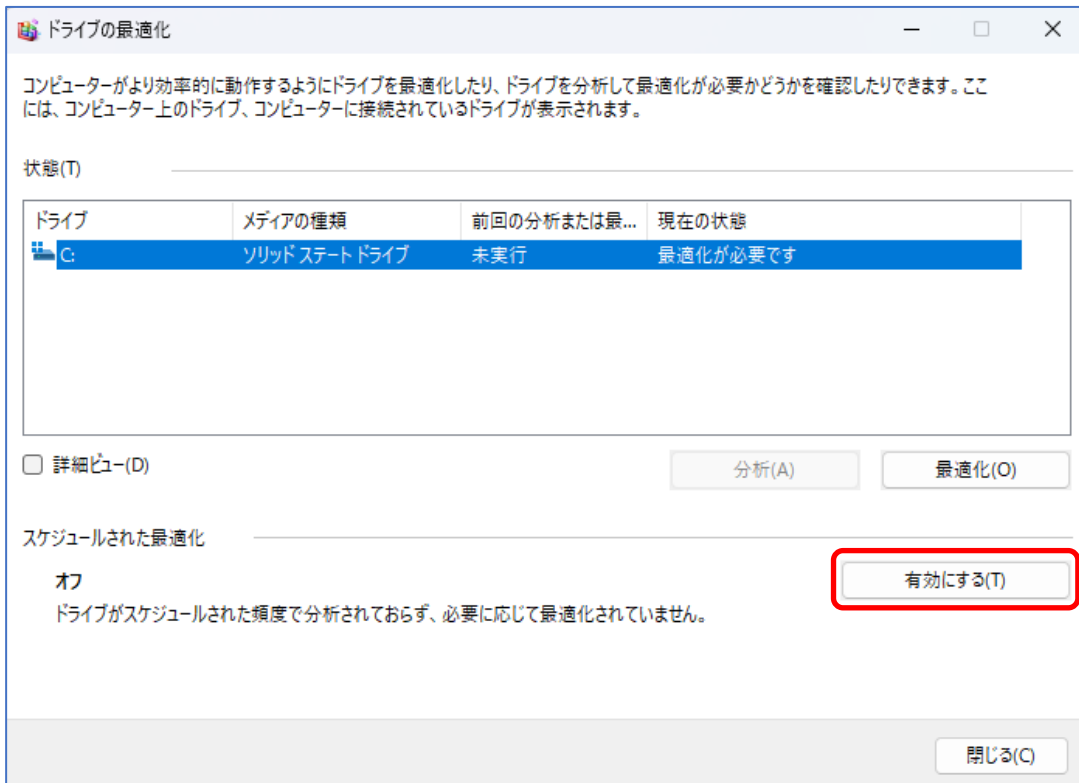 ドライブの最適化
コンピューターがより効率的に動作するようにドライブを最適化したり、ドライブを分析して最適化が必要かどうかを確認したりできます。ここ
には、コンピューター上のドライブ、コンピューターに接続されているドライブが表示されます。
状態(T)
ドライブ メディアの種類 前回の分析または最... 現在の状態
C: ソリッド ステート ドライブ 未実行 最適化が必要です
詳細ビュー(D) 分析(A) 最適化(O)
スケジュールされた最適化
オフ 有効にする(T)
ドライブがスケジュールされた頻度で分析されておらず、必要に応じて最適化されていません。
閉じる(C)